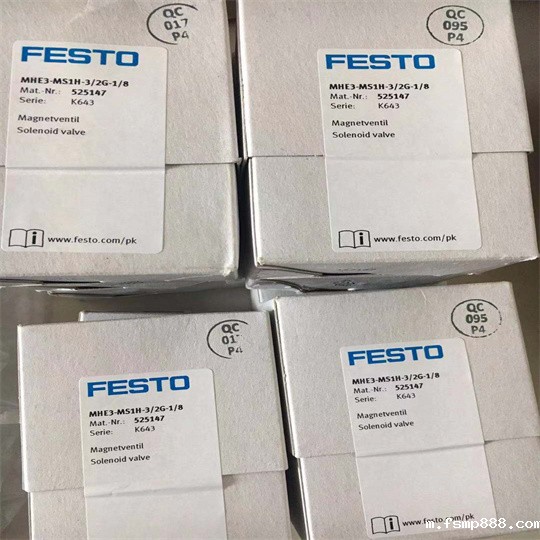 QC
017
P4
FESTO
MHE3-MS1H-3/2G-1/8
Mat.-Nr.: 525147
Serie: K643
Magnetventil
Solenoid valve
www.festo.com/pk
QC
095
P4
FESTO
MHE3-MS1H-3/2G-1/8
Mat.-Nr.: 525147
Serie: K643
Magnetventil
Solenoid valve
www.festo.com/pk
QC
017
P4
FESTO
MHE3-MS1H-3/2G-1/8
Mat.-Nr.: 525147
Serie: K643
Magnetventil
Solenoid valve
www.festo.com/pk
QC
095
P4
FESTO
MHE3-MS1H-3/2G-1/8
Mat.-Nr.: 525147
Serie: K643
Magnetventil
Solenoid valve
www.festo.com/pk
m.fsmp888.com